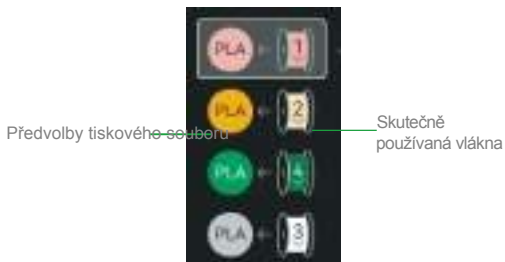 PLA 1
PLA 2
Předvolby tiskového souboru
Skutečně
používaná vlákna
PLA 4
PLA 3